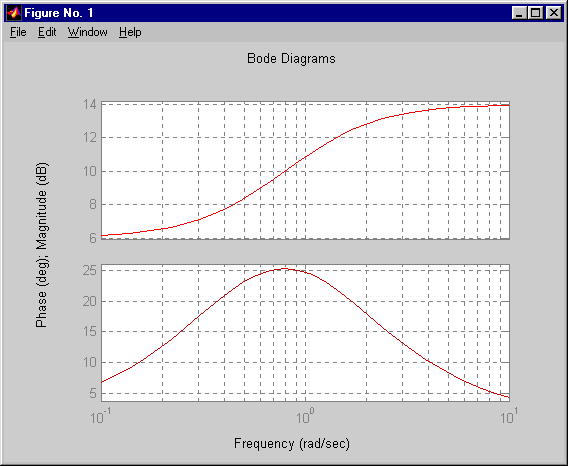 Figure No. 1
File Edit Window Help
Bode Diagrams
Phase (deg); Magnitude (dB)
14
12
10
8
6
25
20
15
10
5
10^-1 10^0 10^1
Frequency (rad/sec)